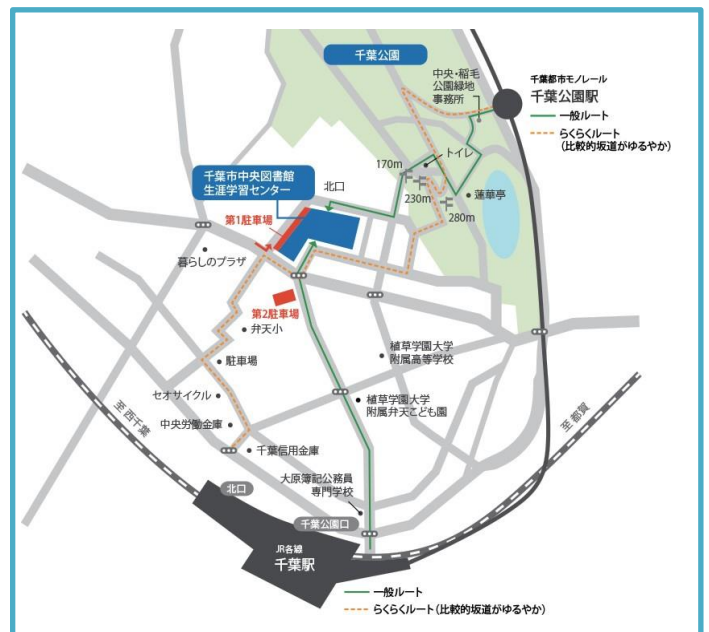 千葉公園
中央・稲毛
公園緑地
事務所
千葉都市モノレール
千葉公園駅
一般ルート
らくらくルート
(比較的坂道がゆるやか)
トイレ
170m
230m
280m
蓮華亭
北口
千葉市中央図書館
生涯学習センター
第1駐車場
暮らしのプラザ
第2駐車場
弁天小
駐車場
植草学園大学
附属高等学校
セオサイクル
植草学園大学
附属弁天こども園
中央労働金庫
至西千葉
至都賀
千葉信用金庫
大原簿記公務員
専門学校
北口
千葉公園口
JR各線
千葉駅
一般ルート
らくらくルート(比較的坂道がゆるやか)